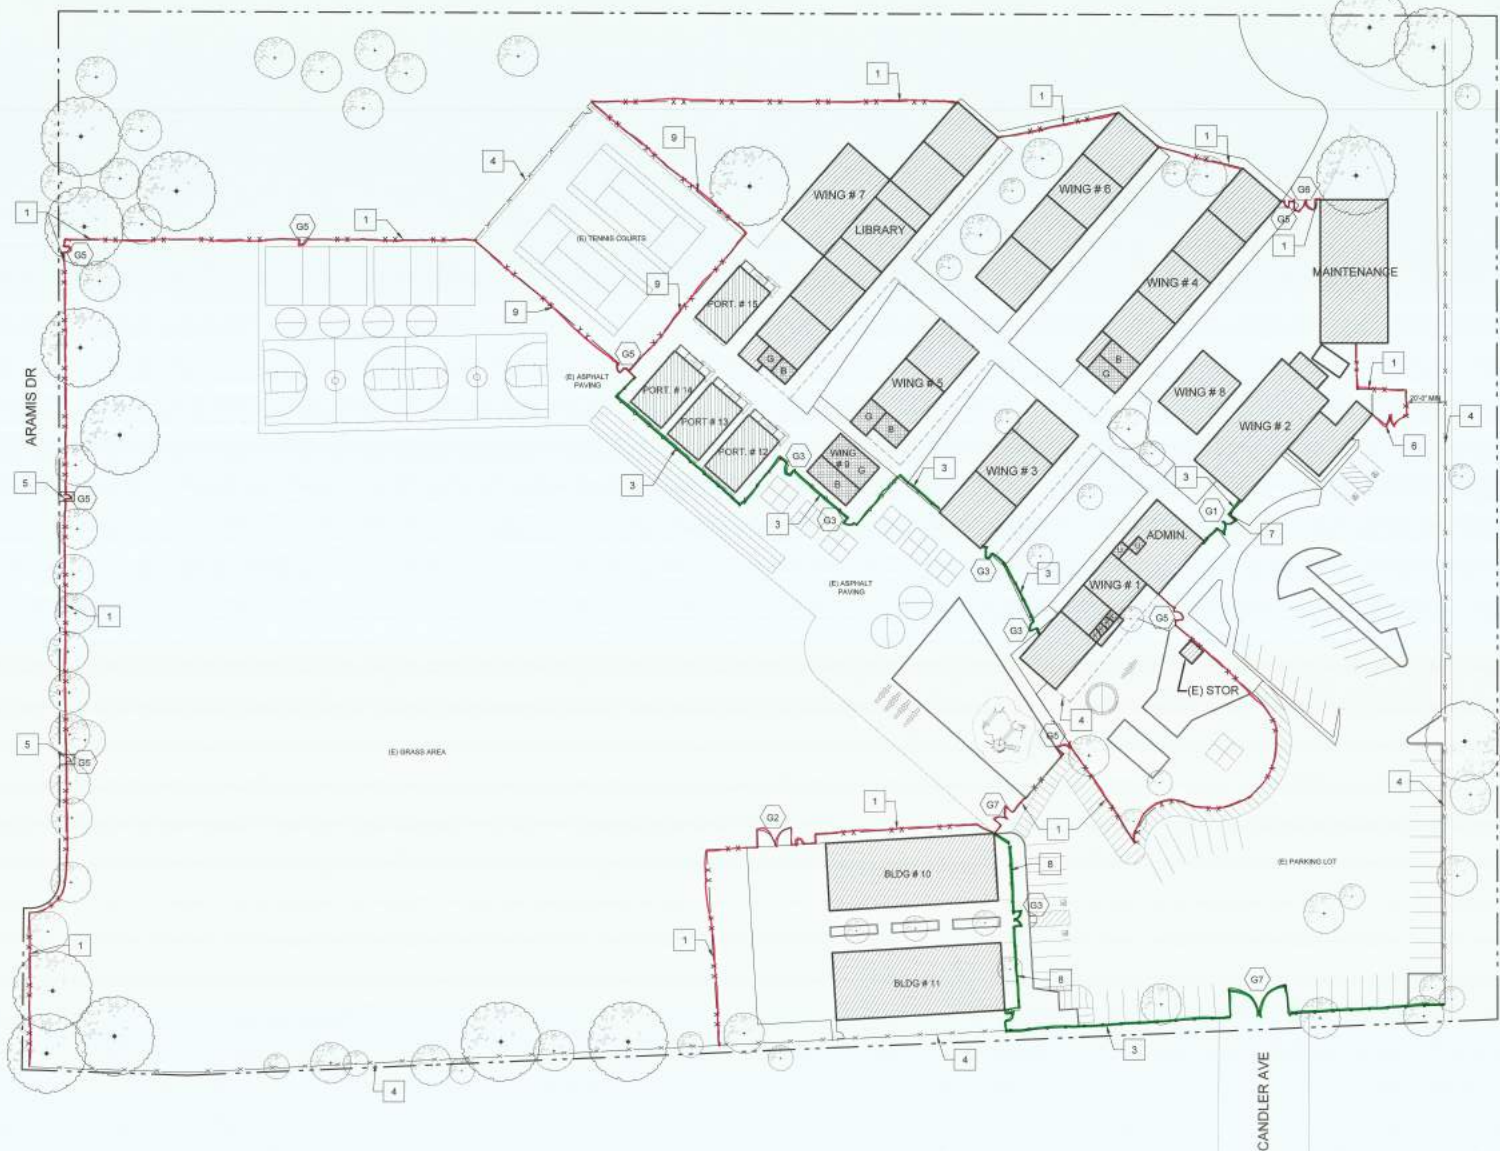 1
1
1
9
4
WING # 7
WING # 6
1
G5
1
G6
G5
1
G5
(E) TENNIS COURTS
LIBRARY
MAINTENANCE
9
9
PORT. # 15
WING # 4
G5
(E) ASPHALT
PAVING
PORT. # 14
G
B
WING # 5
B
G
WING # 8
1
20'-0" MIN
ARAMIS DR
PORT # 13
G
B
WING # 2
4
6
PORT. # 12
G3
WING
# 9
G
B
3
WING # 3
3
3
5
G5
3
G3
G1
7
ADMIN.
(E) ASPHALT
PAVING
G3
3
WING # 1
1
G3
G5
(E) STOR
4
G5
5
G5
(E) GRASS AREA
4
G7
1
G2
1
8
(E) PARKING LOT
BLDG # 10
G3
1
1
BLDG # 11
8
G7
4
4
3
CANDLER AVE